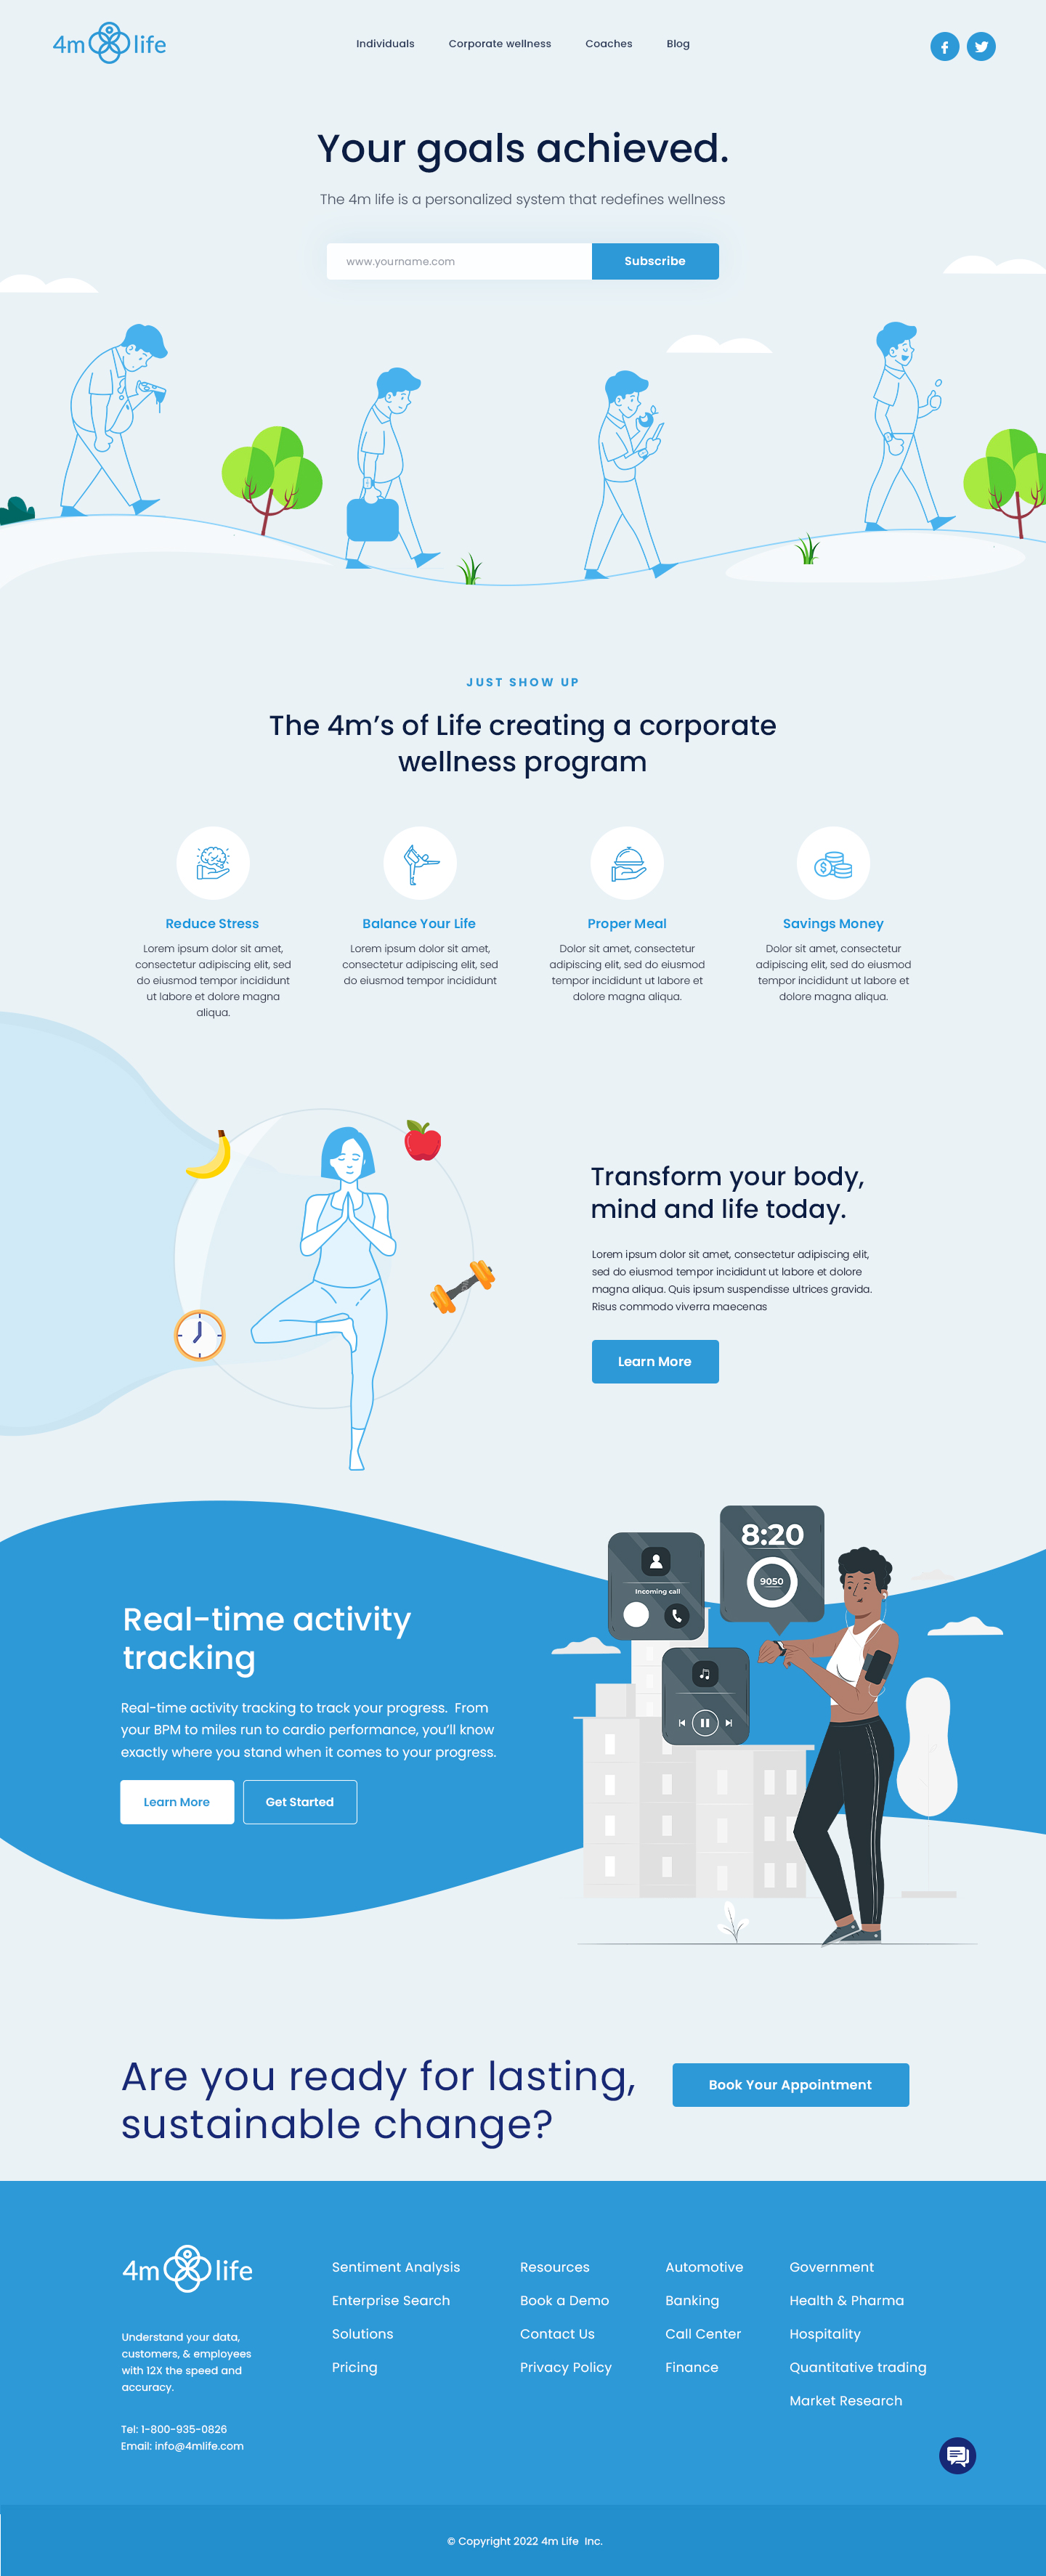 4m life
Individuals
Corporate wellness
Coaches
Blog
Your goals achieved.
The 4m life is a personalized system that redefines wellness
www.yourname.com
Subscribe
JUST SHOW UP
The 4m's of Life creating a corporate
wellness program
Reduce Stress
Lorem ipsum dolor sit amet,
consectetur adipiscing elit, sed
do eiusmod tempor incididunt
ut labore et dolore magna
aliqua.
Balance Your Life
Lorem ipsum dolor sit amet,
consectetur adipiscing elit, sed
do eiusmod tempor incididunt
Proper Meal
Dolor sit amet, consectetur
adipiscing elit, sed do eiusmod
tempor incididunt ut labore et
dolore magna aliqua.
Savings Money
Dolor sit amet, consectetur
adipiscing elit, sed do eiusmod
tempor incididunt ut labore et
dolore magna aliqua.
Transform your body,
mind and life today.
Lorem ipsum dolor sit amet, consectetur adipiscing elit,
sed do eiusmod tempor incididunt ut labore et dolore
magna aliqua. Quis ipsum suspendisse ultrices gravida.
Risus commodo viverra maecenas
Learn More
8:20
9050
Incoming call
Real-time activity
tracking
Real-time activity tracking to track your progress.  From
your BPM to miles run to cardio performance, you'll know
exactly where you stand when it comes to your progress.
Learn More
Get Started
Are you ready for lasting,
sustainable change?
Book Your Appointment
4m life
Understand your data,
customers, & employees
with 12X the speed and
accuracy.
Tel: 1-800-935-0826
Email: info@4mlife.com
Sentiment Analysis
Enterprise Search
Solutions
Pricing
Resources
Book a Demo
Contact Us
Privacy Policy
Automotive
Banking
Call Center
Finance
Government
Health & Pharma
Hospitality
Quantitative trading
Market Research
© Copyright 2022 4m Life  Inc.